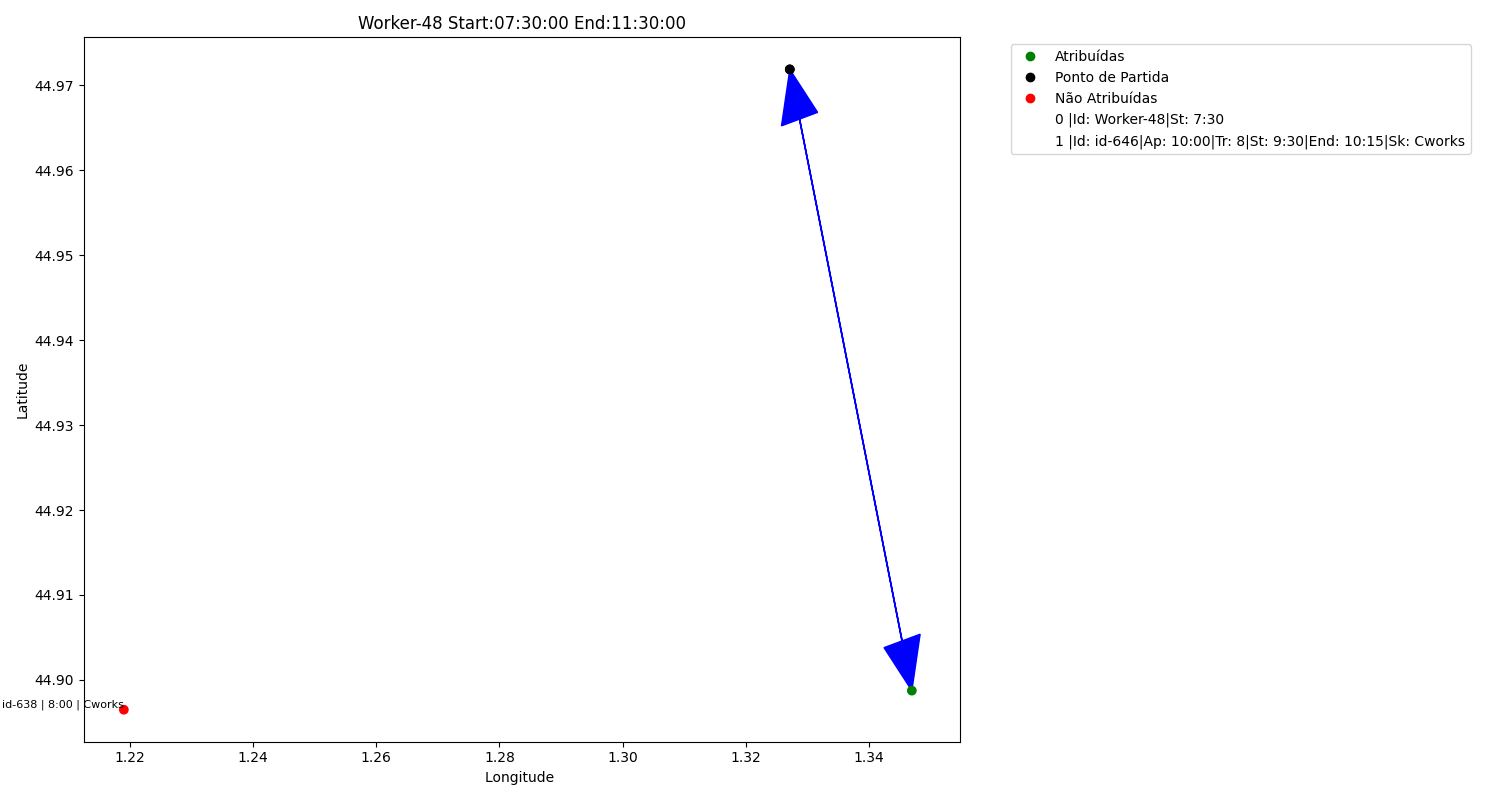 Worker-48 Start:07:30:00 End:11:30:00
Atribuídas
Ponto de Partida
Não Atribuídas
0 |Id: Worker-48|St: 7:30
1 |Id: id-646|Ap: 10:00|Tr: 8|St: 9:30|End: 10:15|Sk: Cworks
44.97
44.96
44.95
44.94
44.93
44.92
44.91
44.90
Latitude
id-638 | 8:00 | Cworks
1.22 1.24 1.26 1.28 1.30 1.32 1.34
Longitude